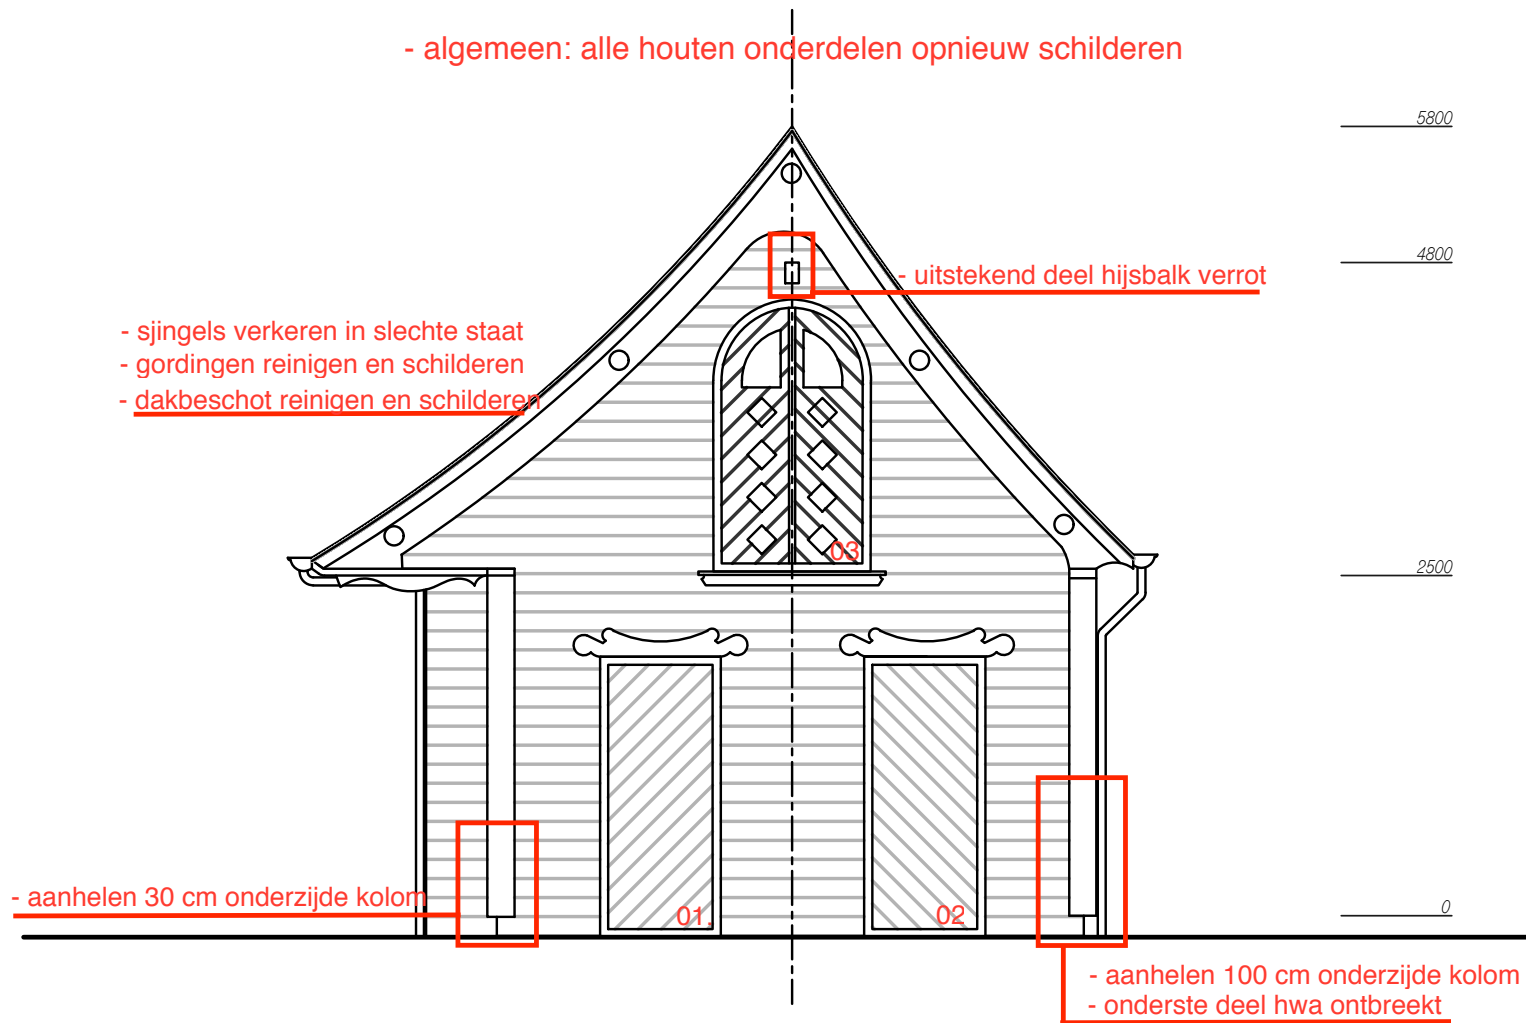 - algemeen: alle houten onderdelen opnieuw schilderen
5800
4800
- uitstekend deel hijsbalk verrot
- sjingels verkeren in slechte staat
- gordingen reinigen en schilderen
- dakbeschot reinigen en schilderen
03
2500
- aanhelen 30 cm onderzijde kolom
01.
02
0
- aanhelen 100 cm onderzijde kolom
- onderste deel hwa ontbreekt